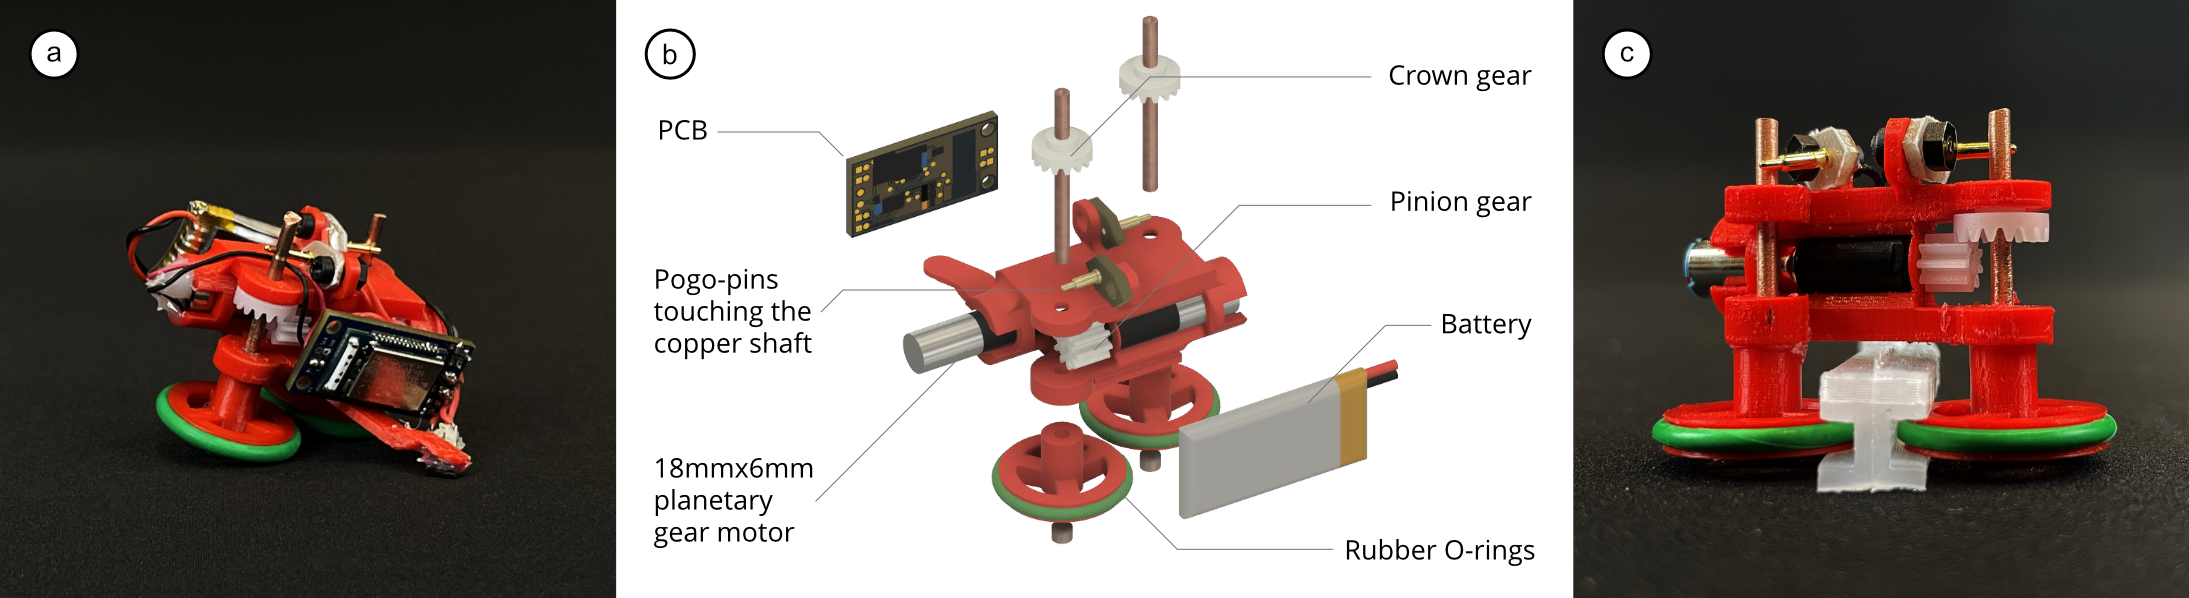 a
b
c
Crown gear
PCB
Pinion gear
Pogo-pins
touching the
copper shaft
Battery
18mmx6mm
planetary
gear motor
Rubber O-rings